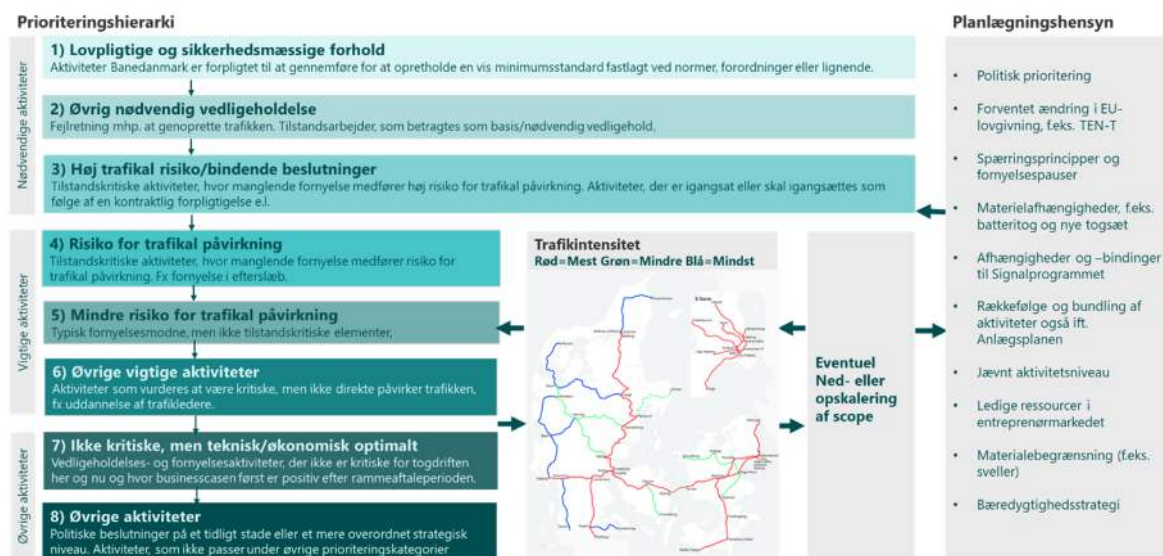 Prioriteringshierarki
Nødvendige aktiviteter
1) Lovpligtige og sikkerhedsmæssige forhold
Aktiviteter Banedanmark er forpligtet til at gennemføre for at opretholde en vis minimumsstandard fastlagt ved normer, forordninger eller lignende.
2) Øvrig nødvendig vedligeholdelse
Fejlretning mhp. at genoprette trafikken. Tilstandsarbejder, som betragtes som basis/nødvendig vedligehold.
3) Høj trafikal risiko/bindende beslutninger
Tilstandskritiske aktiviteter, hvor manglende fornyelse medfører høj risiko for trafikal påvirkning. Aktiviteter, der er igangsat eller skal igangsættes som
følge af en kontraktlig forpligtigelse e.l.
Vigtige aktiviteter
4) Risiko for trafikal påvirkning
Tilstandskritiske aktiviteter, hvor manglende fornyelse medfører risiko for
trafikal påvirkning. Fx fornyelse i efterslæb.
5) Mindre risiko for trafikal påvirkning
Typisk fornyelsesmodne, men ikke tilstandskritiske elementer,
6) Øvrige vigtige aktiviteter
Aktiviteter som vurderes at være kritiske, men ikke direkte påvirker trafikken,
fx uddannelse af trafikledere.
Øvrige aktiviteter
7) Ikke kritiske, men teknisk/økonomisk optimalt
Vedligeholdelses- og fornyelsesaktiviteter, der ikke er kritiske for togdriften
her og nu og hvor businesscasen først er positiv efter rammeaftaleperioden.
8) Øvrige aktiviteter
Politiske beslutninger på et tidligt stade eller et mere overordnet strategisk
niveau. Aktiviteter, som ikke passer under øvrige prioriteringskategorier
Trafikintensitet
Rød=Mest Grøn=Mindre Blå=Mindst
Eventuel
Ned- eller
opskalering
af scope
Planlægningshensyn
• Politisk prioritering
• Forventet ændring i EU-
lovgivning, f.eks. TEN-T
• Spærringsprincipper og
fornyelsespauser
• Materielafhængigheder, f.eks.
batteritog og nye togsæt
• Afhængigheder og –bindinger
til Signalprogrammet
• Rækkefølge og bundling af
aktiviteter også ift.
Anlægsplanen
• Jævnt aktivitetsniveau
• Ledige ressourcer i
entreprenørmarkedet
• Materialebegrænsning (f.eks.
sveller)
• Bæredygtighedsstrategi